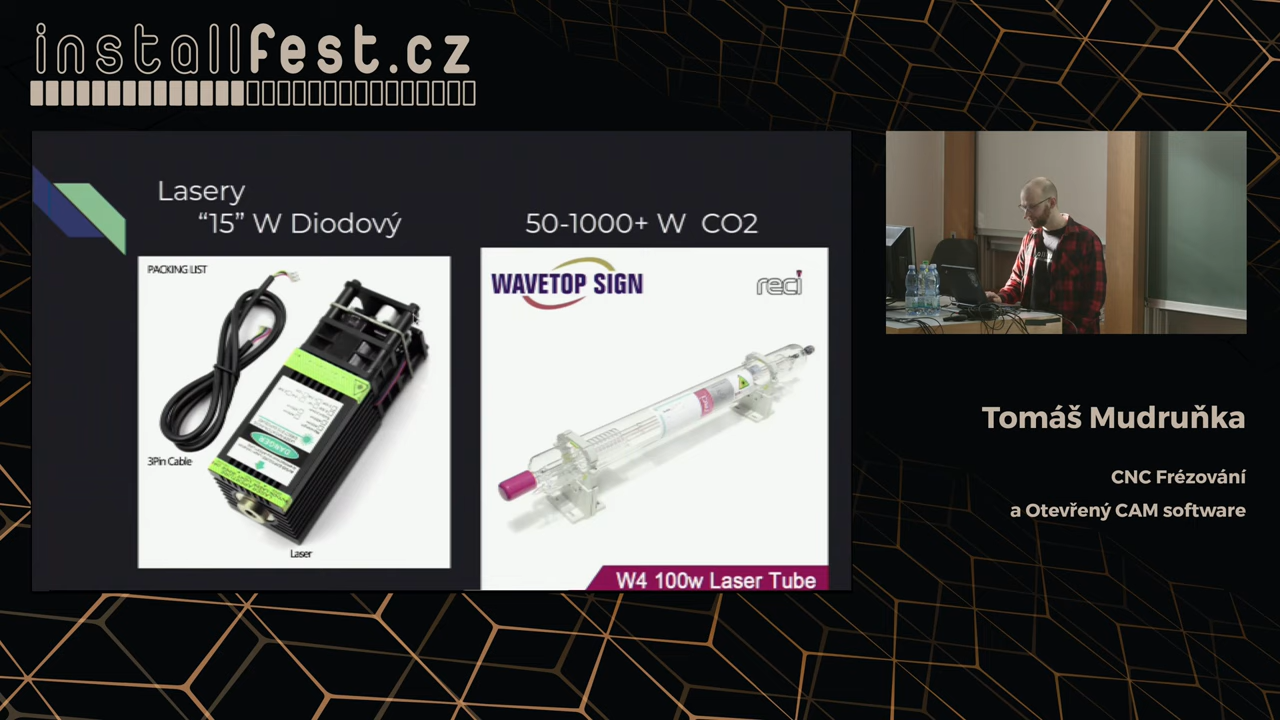 installfest.cz
Lasery
“15” W Diodový
50-1000+ W CO2
PACKING LIST
3Pin Cable
DANGER
Laser
WAVETOP SIGN
reci
W4 100w Laser Tube
Tomáš Mudruňka
CNC Frézování
a Otevřený CAM software